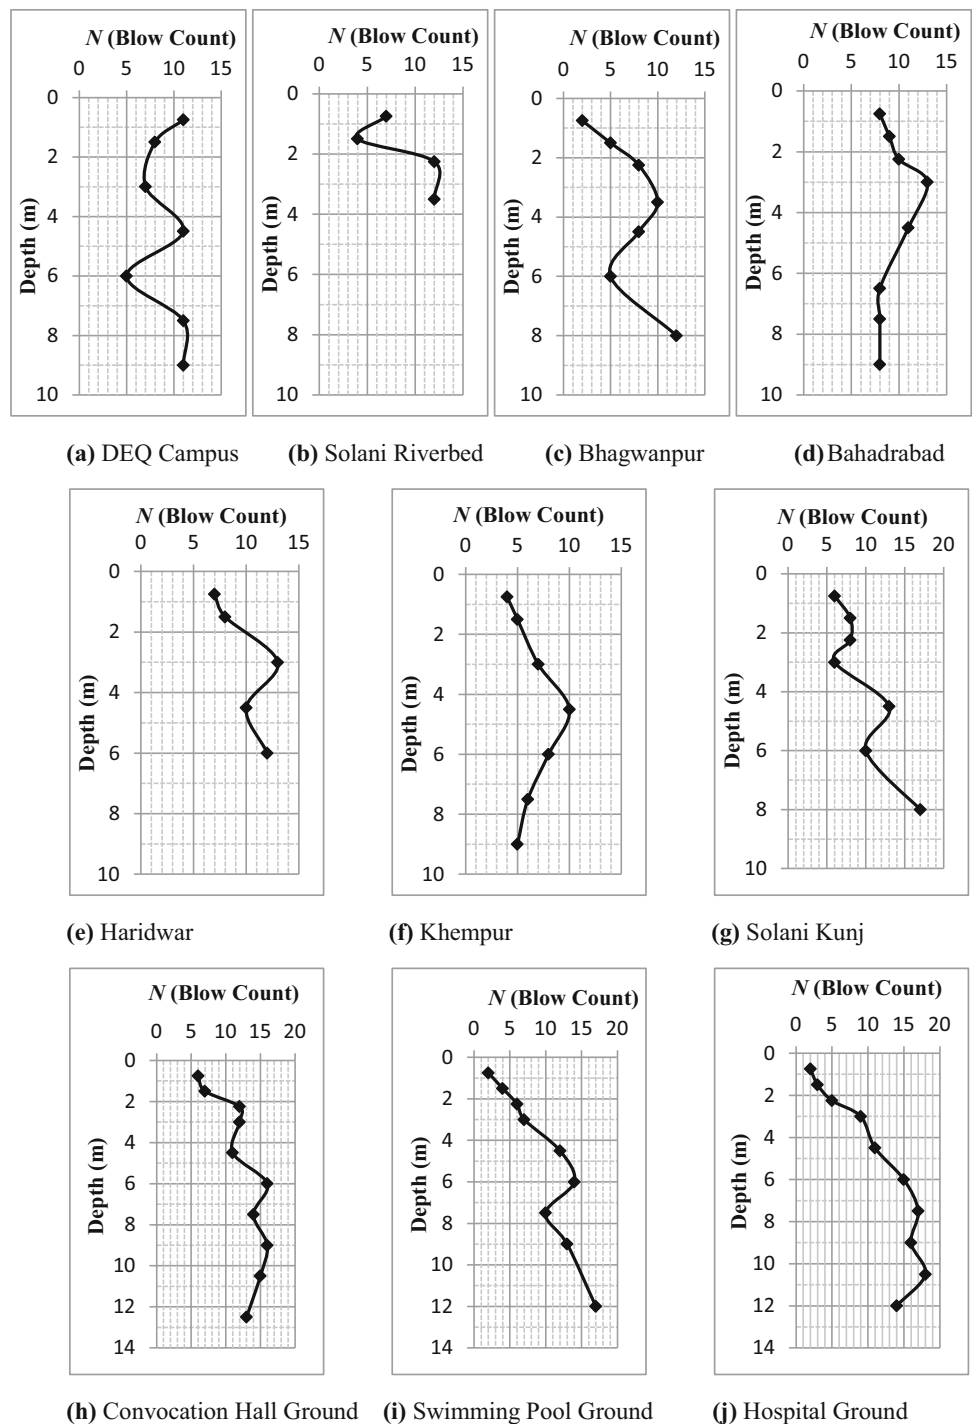 N (Blow Count)
0 5 10 15
0
2
4
6
8
10
Depth (m)
(a) DEQ Campus
N (Blow Count)
0 5 10 15
0
2
4
6
8
10
Depth (m)
(b) Solani Riverbed
N (Blow Count)
0 5 10 15
0
2
4
6
8
10
Depth (m)
(c) Bhagwanpur
N (Blow Count)
0 5 10 15
0
2
4
6
8
10
Depth (m)
(d) Bahadrabad
N (Blow Count)
0 5 10 15
0
2
4
6
8
10
Depth (m)
(e) Haridwar
N (Blow Count)
0 5 10 15
0
2
4
6
8
10
Depth (m)
(f) Khempur
N (Blow Count)
0 5 10 15 20
0
2
4
6
8
10
Depth (m)
(g) Solani Kunj
N (Blow Count)
0 5 10 15 20
0
2
4
6
8
10
12
14
Depth (m)
(h) Convocation Hall Ground
N (Blow Count)
0 5 10 15 20
0
2
4
6
8
10
12
14
Depth (m)
(i) Swimming Pool Ground
N (Blow Count)
0 5 10 15 20
0
2
4
6
8
10
12
14
Depth (m)
(j) Hospital Ground